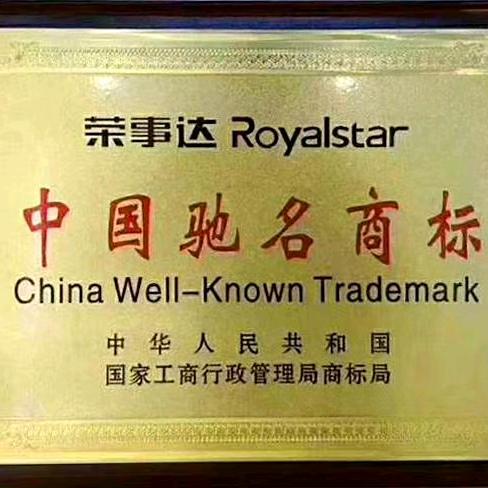 荣事达 Royalstar
中国驰名商标
China Well-Known Trademark
中华人民共和国
国家工商行政管理局商标局